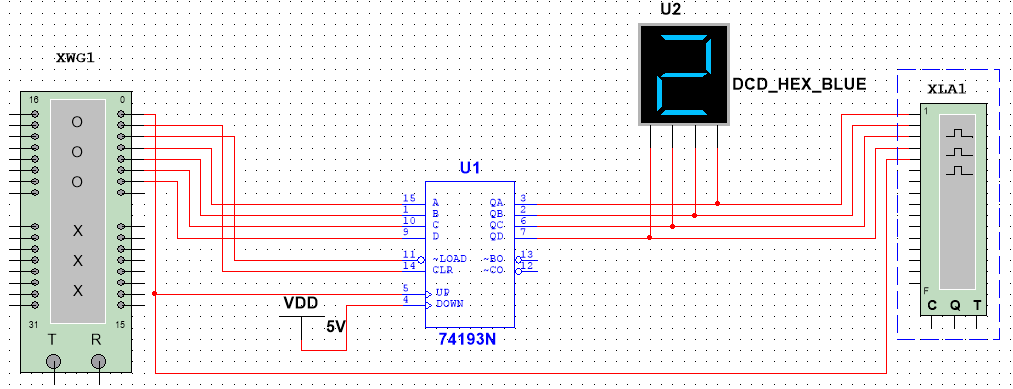 U2
XWG1
DCD_HEX_BLUE
XLA1
16 0
1
O
O
O
U1
15 A QA 3
1 B QB 2
10 C QC 6
9 D QD 7
X
X
X
11 ~LOAD ~BO 13
14 CLR ~CO 12
5 UP
4 DOWN
F
VDD
C Q T
5V
31 15
74193N
T R